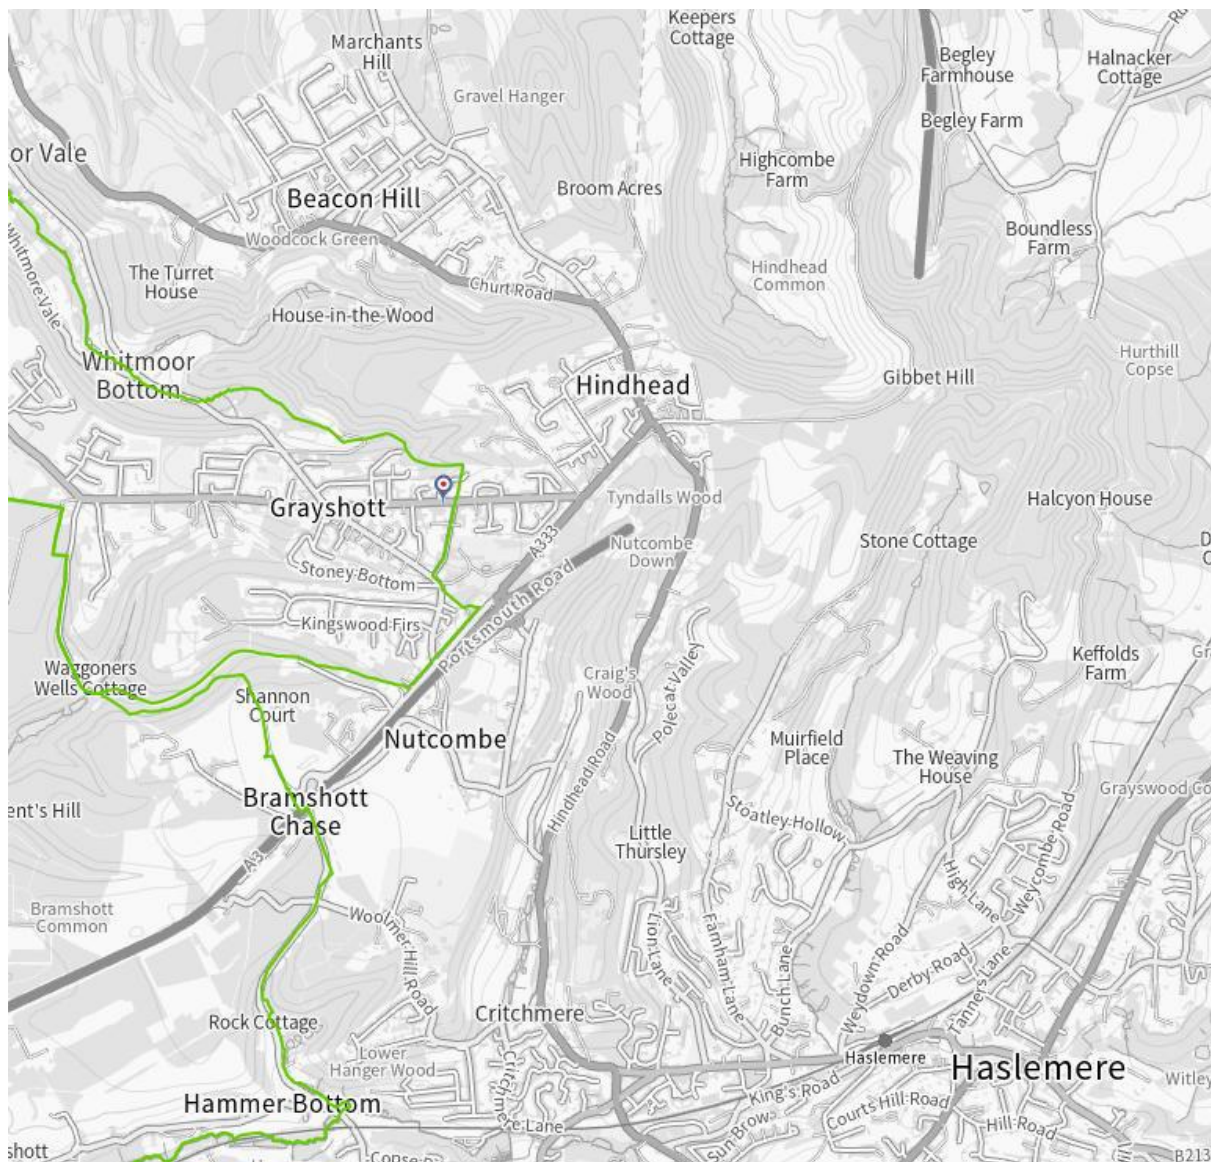 Keepers
Cottage
Marchants
Hill
Begley
Farmhouse
Halnacker
Cottage
Gravel Hanger
Begley Farm
or Vale
Highcombe
Farm
Broom Acres
Beacon Hill
Woodcock Green
Boundless
Farm
Whitmore Vale
The Turret
House
Hindhead
Common
Churt Road
House-in-the-Wood
Whitmoor
Bottom
Hurthill
Copse
Hindhead
Gibbet Hill
Tyndalls Wood
Halcyon House
Grayshott
A333
Nutcombe
Down
Stone Cottage
Stoney Bottom
Portsmouth Road
Kingswood Firs
Waggoners
Wells Cottage
Craig's
Wood
Polecat Valley
Keffolds
Farm
Shannon
Court
Nutcombe
Muirfield
Place
The Weaving
House
Hindhead Road
Bramshott
Chase
Grayswood Co
ent's Hill
Stoatley Hollow
Little
Thursley
A3
Weycombe Road
High Lane
Bramshott
Common
Woolmer Hill Road
Lion Lane
Farnham Lane
Bunch Lane
Weydown Road
Derby Road
Tanners Lane
Rock Cottage
Critchmere
Lower
Hanger Wood
Haslemere
Haslemere
Critchmere Lane
King's Road
Witley
Hammer Bottom
Courts Hill Road
Hill Road
Sun Brow
shott
B213